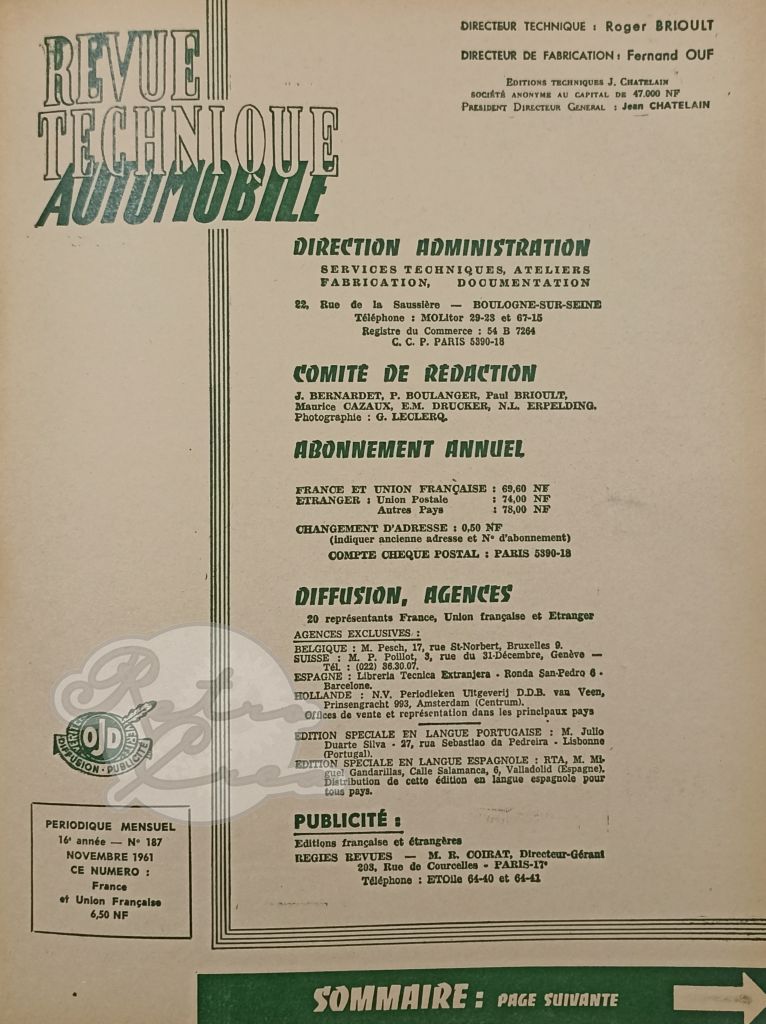 REVUE
TECHNIQUE
AUTOMOBILE
DIRECTEUR TECHNIQUE : Roger BRIOULT
DIRECTEUR DE FABRICATION : Fernand OUF
EDITIONS TECHNIQUES J. CHATELAIN
SOCIÉTÉ ANONYME AU CAPITAL DE 47.000 NF
PRESIDENT DIRECTEUR GENERAL : Jean CHATELAIN
DIRECTION ADMINISTRATION
SERVICES TECHNIQUES, ATELIERS
FABRICATION, DOCUMENTATION
22, Rue de la Saussière — BOULOGNE-SUR-SEINE
Téléphone : MOLitor 29-23 et 67-15
Registre du Commerce : 54 B 7264
C. C. P. PARIS 5390-18
COMITÉ DE RÉDACTION
J. BERNARDET, P. BOULANGER, Paul BRIOULT,
Maurice CAZAUX, E.M. DRUCKER, N.L. ERPELDING.
Photographie : G. LECLERQ.
ABONNEMENT ANNUEL
FRANCE ET UNION FRANÇAISE : 69,60 NF
ETRANGER : Union Postale : 74,00 NF
Autres Pays : 78,00 NF
CHANGEMENT D'ADRESSE : 0,50 NF
(indiquer ancienne adresse et N° d'abonnement)
COMPTE CHEQUE POSTAL : PARIS 5390-18
DIFFUSION, AGENCES
20 représentants France, Union française et Etranger
AGENCES EXCLUSIVES :
BELGIQUE : M. Pesch, 17, rue St-Norbert, Bruxelles 9.
SUISSE : M. P. Poillot, 3, rue du 31-Décembre, Genève —
Tél. : (022) 36.30.07.
ESPAGNE : Libreria Tecnica Extranjera - Ronda San-Pedro 6 -
Barcelone.
HOLLANDE : N.V. Periodieken Uitgeverij D.D.B. van Veen,
Prinsengracht 993, Amsterdam (Centrum).
Offices de vente et représentation dans les principaux pays
EDITION SPECIALE EN LANGUE PORTUGAISE : M. Julio
Duarte Silva - 27, rue Sebastiao da Pedreira - Lisbonne
(Portugal).
EDITION SPECIALE EN LANGUE ESPAGNOLE : RTA, M. Mi-
guel Gandarillas, Calle Salamanca, 6, Valladolid (Espagne).
Distribution de cette édition en langue espagnole pour
tous pays.
PUBLICITÉ :
Editions française et étrangères
REGIES REVUES — M. R. COIRAT, Directeur-Gérant
203, Rue de Courcelles - PARIS-17e
Téléphone : ETOile 64-40 et 64-41
Retro
OJD
DIFFUSION - PUBLICITÉ
PERIODIQUE MENSUEL
16e année — N° 187
NOVEMBRE 1961
CE NUMERO :
France
et Union Française
6,50 NF
SOMMAIRE : PAGE SUIVANTE